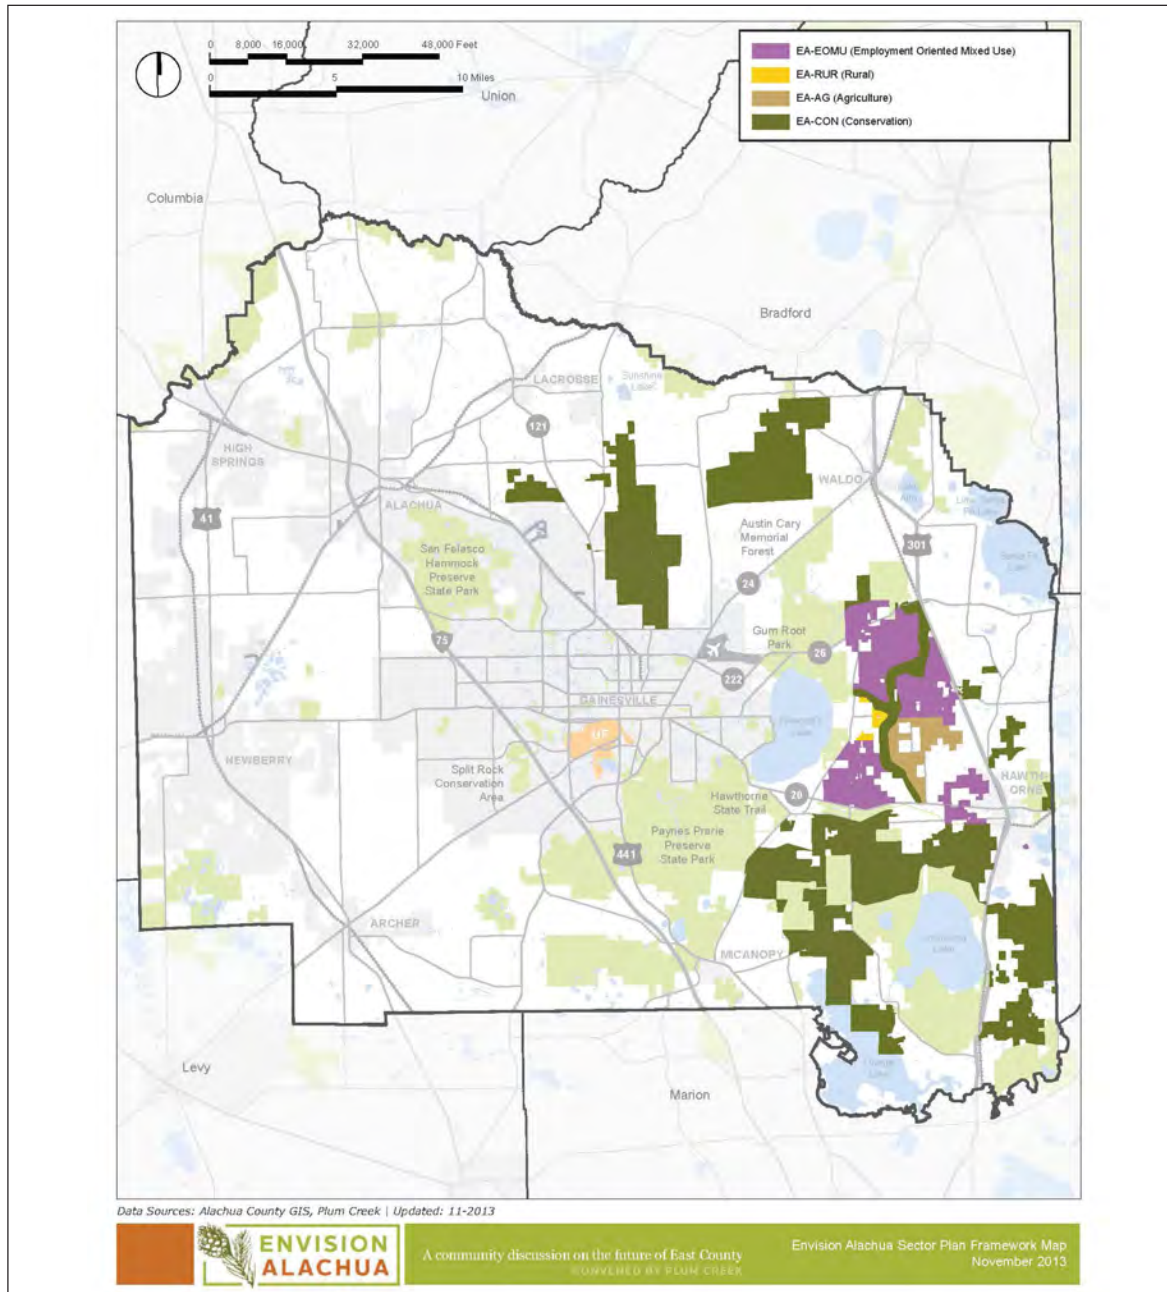 0 8,000 16,000 32,000 48,000 Feet
0 5 10 Miles
EA-EOMU (Employment Oriented Mixed Use)
EA-RUR (Rural)
EA-AG (Agriculture)
EA-CON (Conservation)
Union
Columbia
Bradford
LACROSSE
121
HIGH
SPRINGS
ALACHUA
WALDO
41
Austin Cary
Memorial
Forest
301
San Felasco
Hammock
Preserve
State Park
24
75
Gum Root
Park
26
222
GAINESVILLE
UF
NEWBERRY
Split Rock
Conservation
Area
Hawthorne
State Trail
20
HAWTH-
ORNE
Paynes Prairie
Preserve
State Park
441
ARCHER
MICANOPY
Levy
Marion
Data Sources: Alachua County GIS, Plum Creek | Updated: 11-2013
ENVISION
ALACHUA
A community discussion on the future of East County
CONVENED BY PLUM CREEK
Envision Alachua Sector Plan Framework Map
November 2013